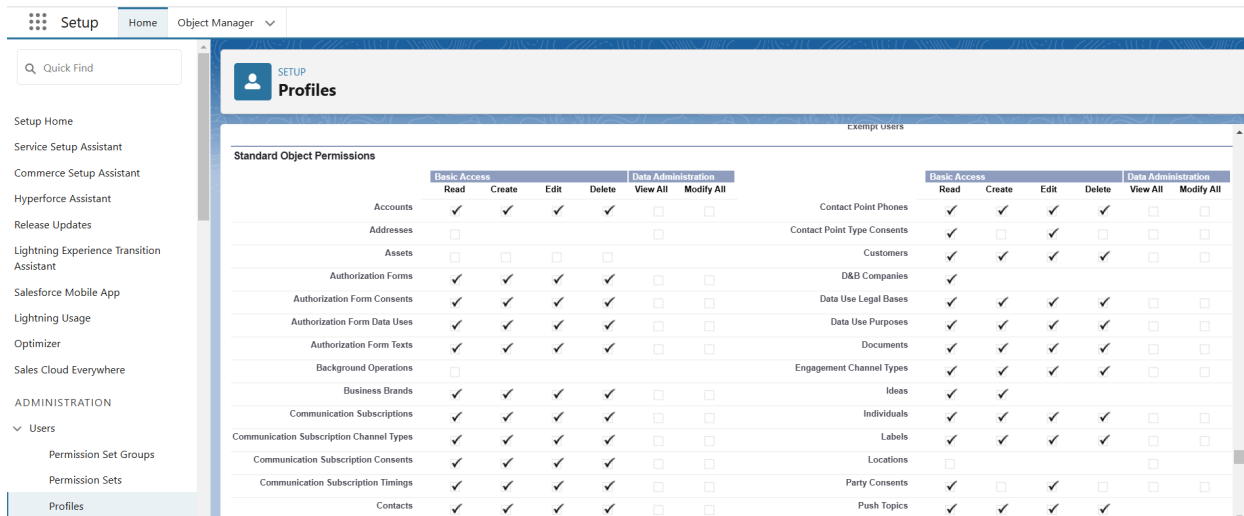 Setup
Home
Object Manager
Quick Find
Setup Home
Service Setup Assistant
Commerce Setup Assistant
Hyperforce Assistant
Release Updates
Lightning Experience Transition
Assistant
Salesforce Mobile App
Lightning Usage
Optimizer
Sales Cloud Everywhere
ADMINISTRATION
Users
Permission Set Groups
Permission Sets
Profiles
SETUP
Profiles
Exempt Users
Standard Object Permissions
Basic Access Data Administration
Read Create Edit Delete View All Modify All
Accounts
Addresses
Assets
Authorization Forms
Authorization Form Consents
Authorization Form Data Uses
Authorization Form Texts
Background Operations
Business Brands
Communication Subscriptions
Communication Subscription Channel Types
Communication Subscription Consents
Communication Subscription Timings
Contacts
Basic Access Data Administration
Read Create Edit Delete View All Modify All
Contact Point Phones
Contact Point Type Consents
Customers
D&B Companies
Data Use Legal Bases
Data Use Purposes
Documents
Engagement Channel Types
Ideas
Individuals
Labels
Locations
Party Consents
Push Topics